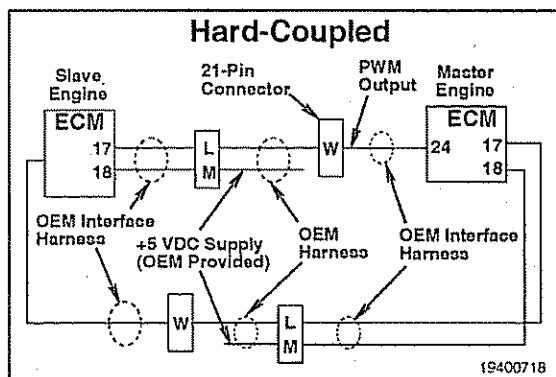 Hard-Coupled
Slave
Engine
21-Pin
Connector
PWM
Output
Master
Engine
ECM
17
18
L
M
W
24
ECM
17
18
OEM Interface
Harness
+5 VDC Supply
(OEM Provided)
OEM
Harness
OEM Interface
Harness
W
L
M
19400718